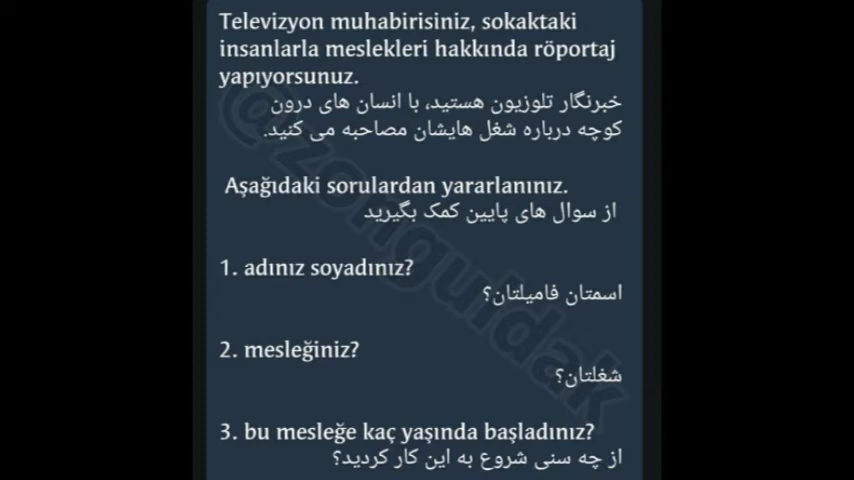 Televizyon muhabirisiniz, sokaktaki
insanlarla meslekleri hakkında röportaj
yapıyorsunuz.
خبرنگار تلوزیون هستید، با انسان های درون
کوچه درباره شغل هایشان مصاحبه می کنید.
Aşağıdaki sorulardan yararlanınız.
از سوال های پایین کمک بگیرید
1. adınız soyadınız?
اسمتان فامیلتان؟
2. mesleğiniz?
شغلتان؟
3. bu mesleğe kaç yaşında başladınız?
از چه سنی شروع به این کار کردید؟
@zonguldak